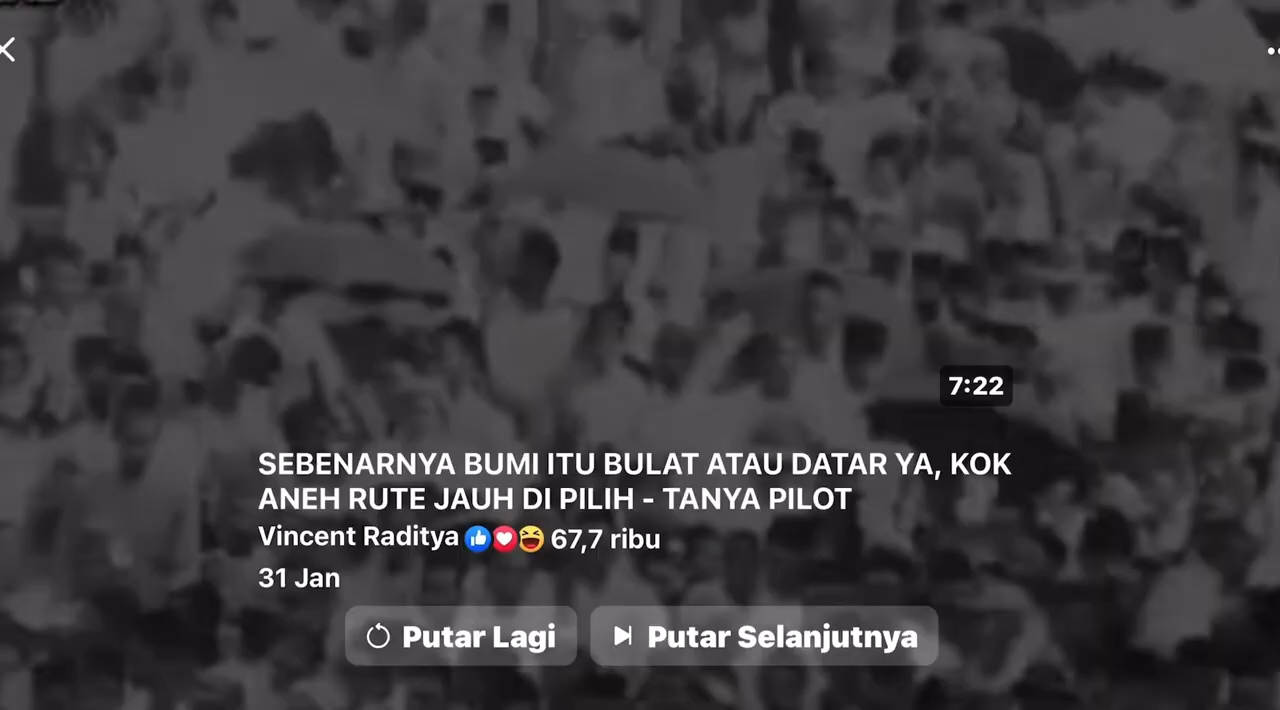 7:22
SEBENARNYA BUMI ITU BULAT ATAU DATAR YA, KOK
ANEH RUTE JAUH DI PILIH - TANYA PILOT
Vincent Raditya 67,7 ribu
31 Jan
Putar Lagi
Putar Selanjutnya